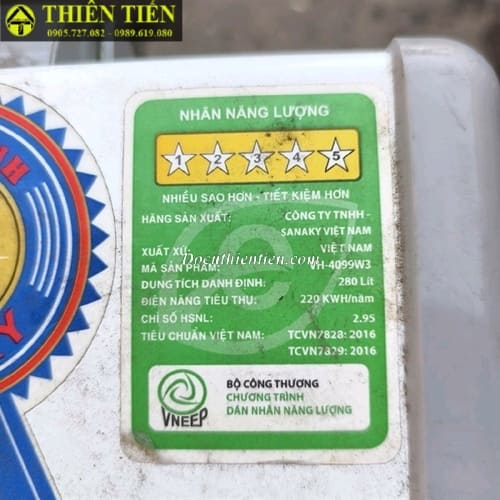 THIÊN TIẾN
0905.727.082 - 0989.619.080
NHÃN NĂNG LƯỢNG
1 2 3 4 5
NHIỀU SAO HƠN - TIẾT KIỆM HƠN
HÃNG SẢN XUẤT: CÔNG TY TNHH -
SANAKY VIỆT NAM
XUẤT XỨ: VIỆT NAM
Docuthientien.com
MÃ SẢN PHẨM: VH-4099W3
DUNG TÍCH DANH ĐỊNH: 280 Lít
ĐIỆN NĂNG TIÊU THỤ: 220 KWH/năm
CHỈ SỐ HSNL: 2.95
TIÊU CHUẨN VIỆT NAM: TCVN7828: 2016
TCVN7829: 2016
VNEEP
BỘ CÔNG THƯƠNG
CHƯƠNG TRÌNH
DÁN NHÃN NĂNG LƯỢNG